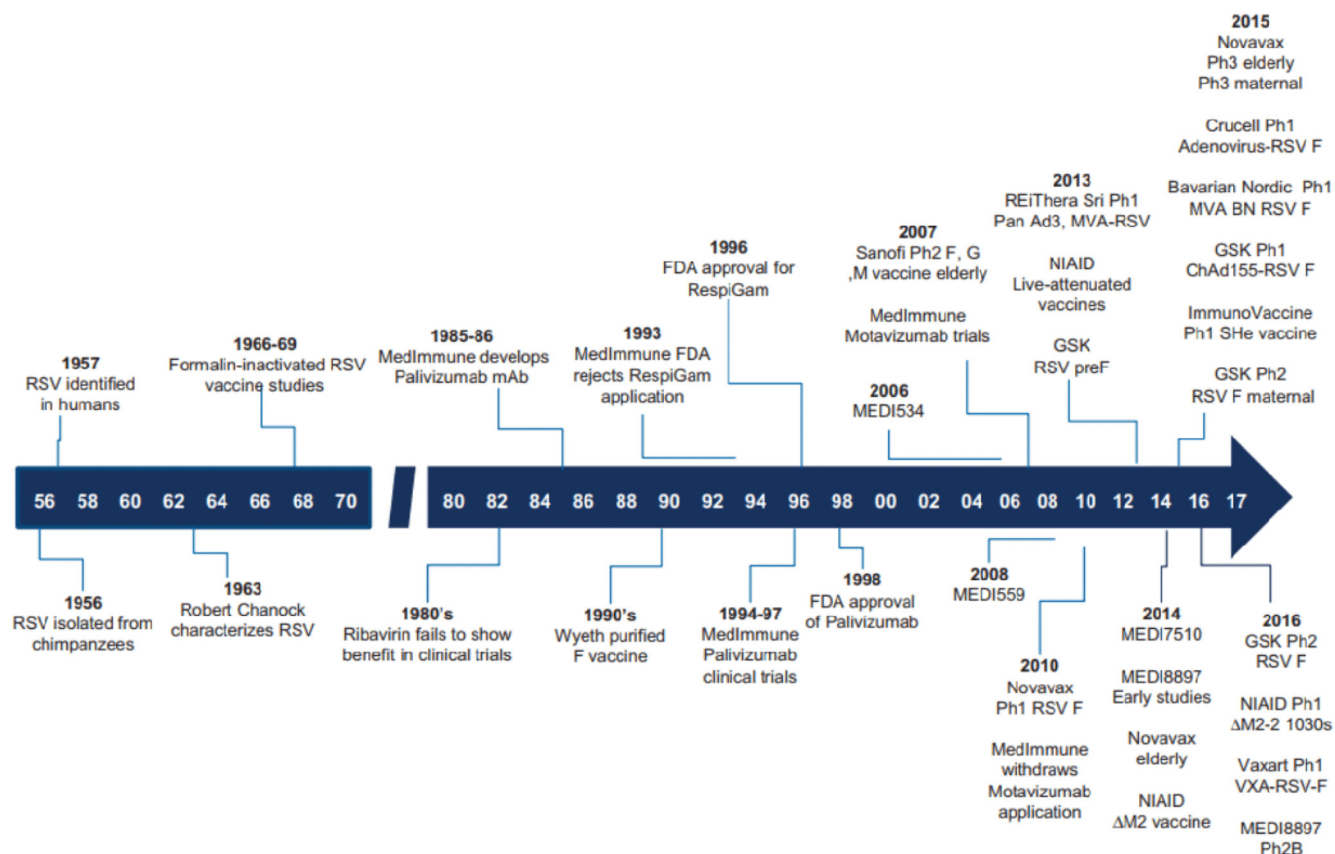 2015
Novavax
Ph3 elderly
Ph3 maternal
Crucell Ph1
Adenovirus-RSV F
Bavarian Nordic Ph1
MVA BN RSV F
GSK Ph1
ChAd155-RSV F
ImmunoVaccine
Ph1 SHe vaccine
GSK Ph2
RSV F maternal
2013
REiThera Sri Ph1
Pan Ad3, MVA-RSV
NIAID
Live-attenuated
vaccines
GSK
RSV preF
2007
Sanofi Ph2 F, G
,M vaccine elderly
MedImmune
Motavizumab trials
2006
MEDI534
1996
FDA approval for
RespiGam
1993
MedImmune FDA
rejects RespiGam
application
1985-86
MedImmune develops
Palivizumab mAb
1966-69
Formalin-inactivated RSV
vaccine studies
1957
RSV identified
in humans
56 58 60 62 64 66 68 70 80 82 84 86 88 90 92 94 96 98 00 02 04 06 08 10 12 14 16 17
1956
RSV isolated from
chimpanzees
1963
Robert Chanock
characterizes RSV
1980's
Ribavirin fails to show
benefit in clinical trials
1990's
Wyeth purified
F vaccine
1994-97
MedImmune
Palivizumab
clinical trials
1998
FDA approval
of Palivizumab
2008
MEDI559
2010
Novavax
Ph1 RSV F
MedImmune
withdraws
Motavizumab
application
2014
MEDI7510
MEDI8897
Early studies
Novavax
elderly
NIAID
ΔM2 vaccine
2016
GSK Ph2
RSV F
NIAID Ph1
ΔM2-2 1030s
Vaxart Ph1
VXA-RSV-F
MEDI8897
Ph2B